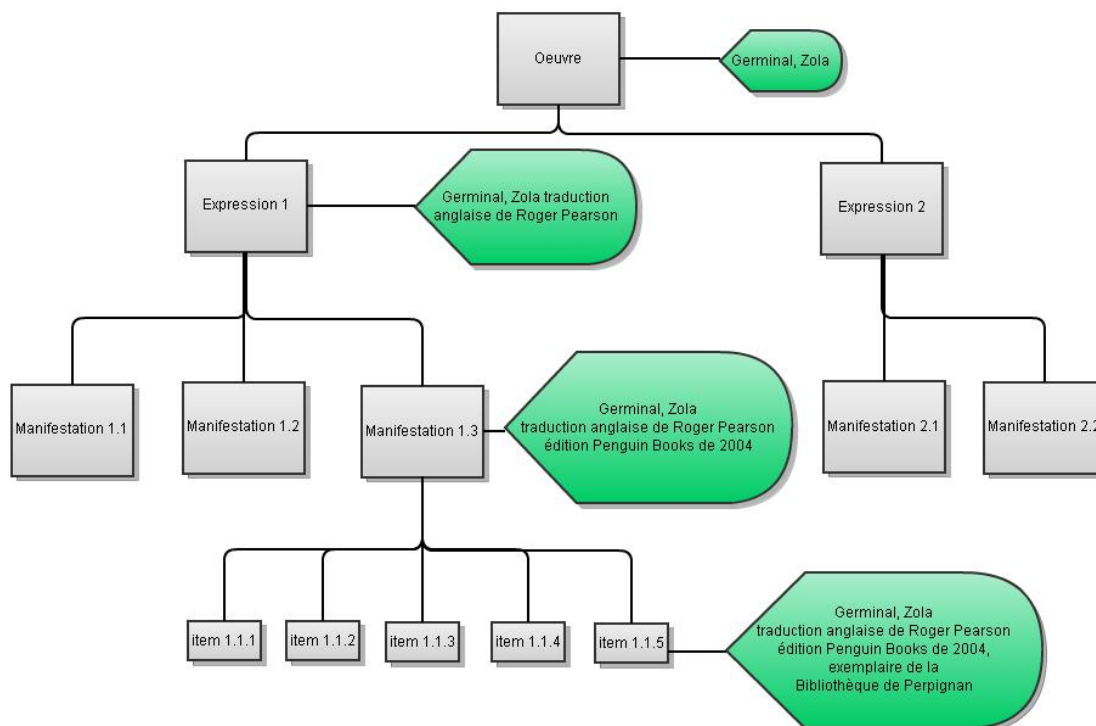 Oeuvre
Germinal, Zola
Expression 1
Germinal, Zola traduction
anglaise de Roger Pearson
Expression 2
Manifestation 1.1
Manifestation 1.2
Manifestation 1.3
Germinal, Zola
traduction anglaise de Roger Pearson
édition Penguin Books de 2004
Manifestation 2.1
Manifestation 2.2
item 1.1.1
item 1.1.2
item 1.1.3
item 1.1.4
item 1.1.5
Germinal, Zola
traduction anglaise de Roger Pearson
édition Penguin Books de 2004,
exemplaire de la
Bibliothèque de Perpignan